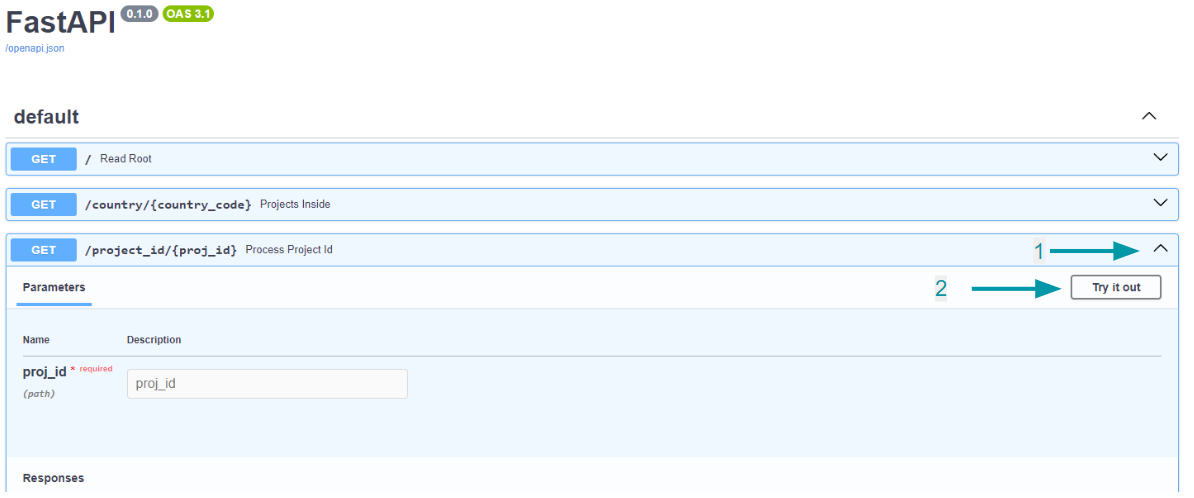 FastAPI 0.1.0 OAS 3.1
/openapi.json
default
GET / Read Root
GET /country/{country_code} Projects Inside
GET /project_id/{proj_id} Process Project Id 1
Parameters 2 Try it out
Name Description
proj_id * required
(path)
proj_id
Responses